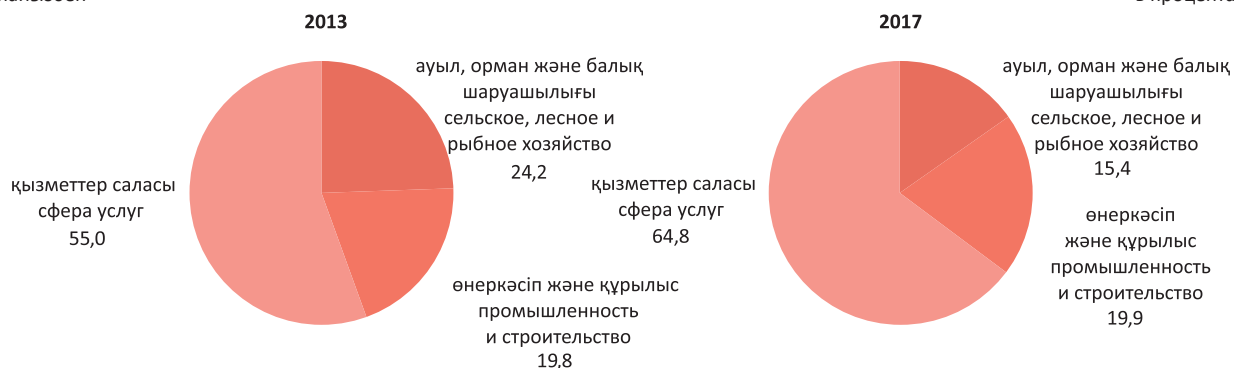 2013
ауыл, орман және балық
шаруашылығы
сельское, лесное и
рыбное хозяйство
24,2
қызметтер саласы
сфера услуг
55,0
өнеркәсіп және құрылыс
промышленность
и строительство
19,8
2017
ауыл, орман және балық
шаруашылығы
сельское, лесное и
рыбное хозяйство
15,4
қызметтер саласы
сфера услуг
64,8
өнеркәсіп
және құрылыс
промышленность
и строительство
19,9